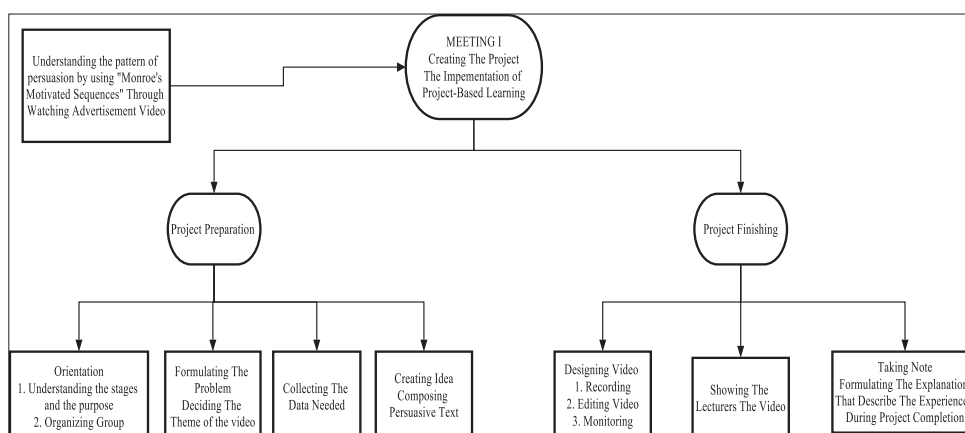 Understanding the pattern of
persuasion by using "Monroe's
Motivated Sequences" Through
Watching Advertisement Video
MEETING I
Creating The Project
The Impementation of
Project-Based Learning
Project Preparation
Project Finishing
Orientation
1. Understanding the stages
and the purpose
2. Organizing Group
Formulating The
Problem
Deciding The
Theme of the video
Collecting The
Data Needed
Creating Idea
Composing
Persuasive Text
Designing Video
1. Recording
2. Editing Video
3. Monitoring
Showing The
Lecturers The Video
Taking Note
Formulating The Explanation
That Describe The Experience
During Project Completion